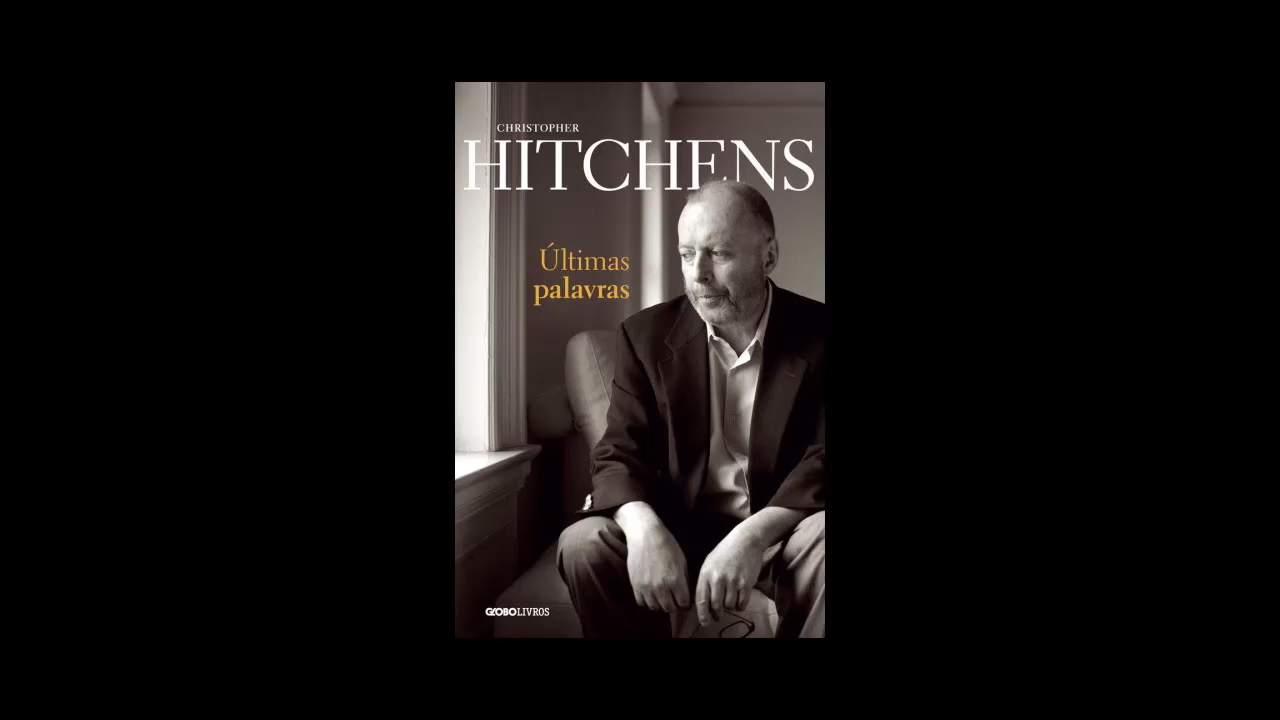 CHRISTOPHER
HITCHENS
Últimas
palavras
GLOBOLIVROS